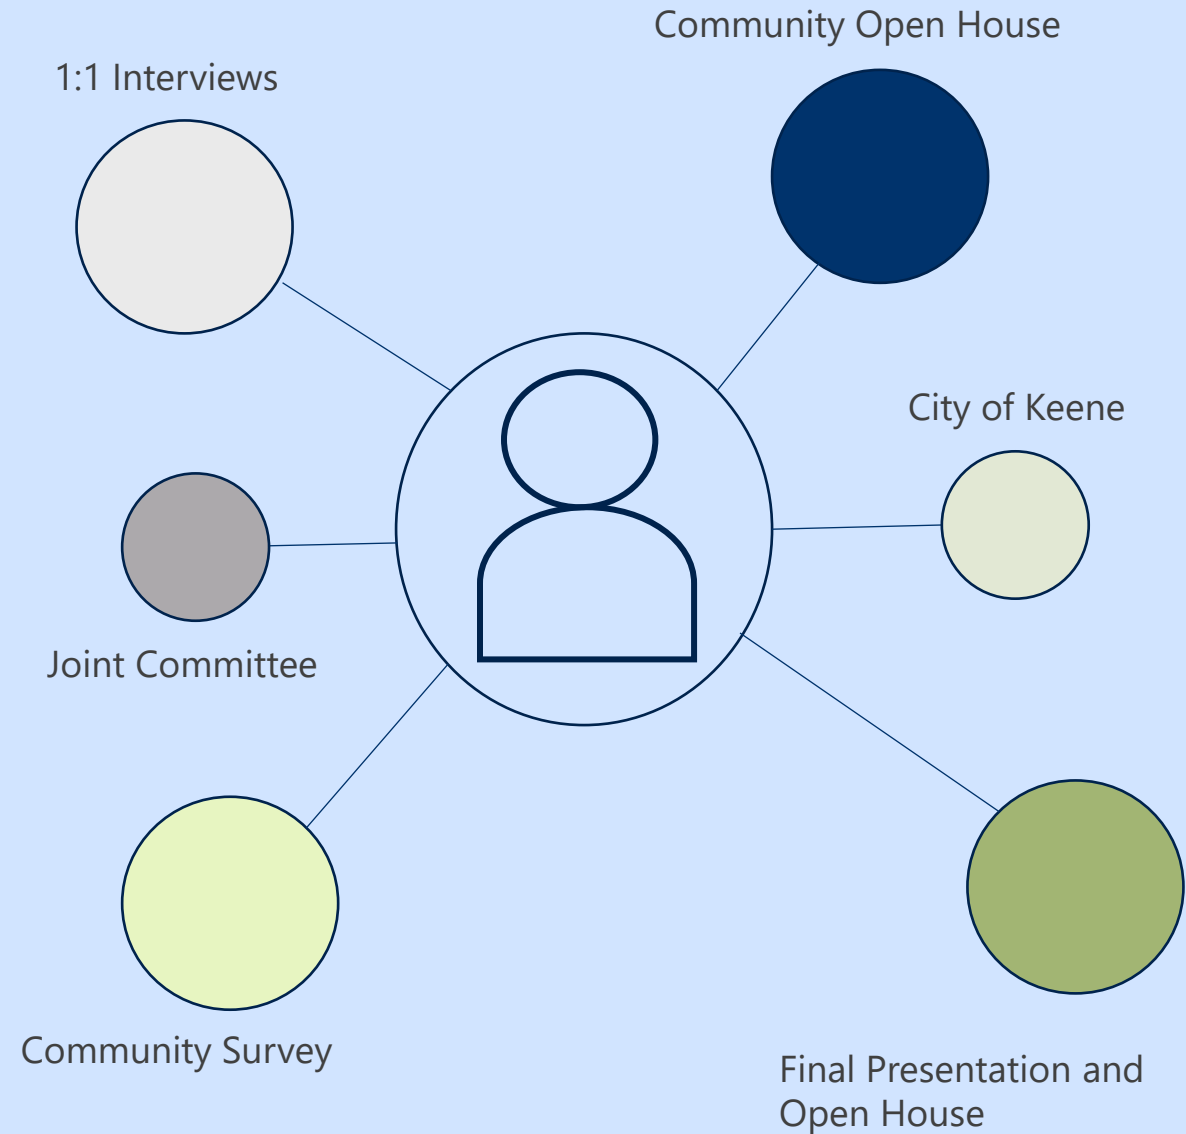 Community Open House
1:1 Interviews
City of Keene
Joint Committee
Community Survey
Final Presentation and
Open House